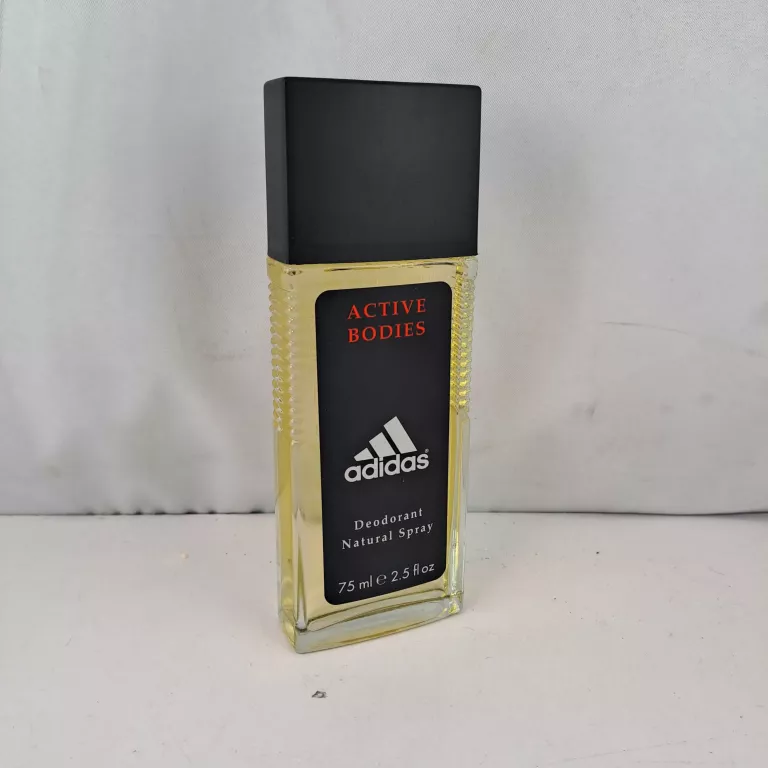 ACTIVE
BODIES
adidas
Deodorant
Natural Spray
75 ml ℮ 2.5 fl oz